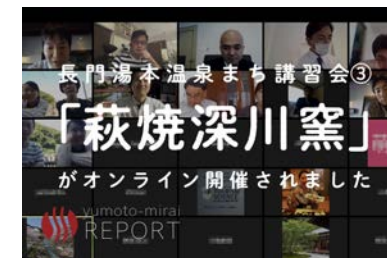 長門湯本温泉まち講習会③
「萩焼深川窯」
がオンライン開催されました
yumoto-mirai
REPORT